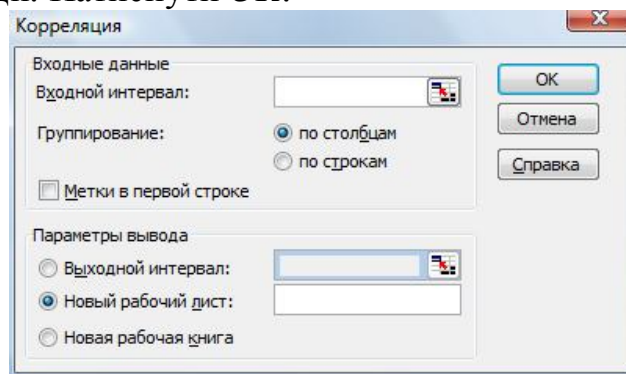 Корреляция
Входные данные
Входной интервал:
Группирование:
по столбцам
по строкам
Метки в первой строке
Параметры вывода
Выходной интервал:
Новый рабочий лист:
Новая рабочая книга
ОК
Отмена
Справка